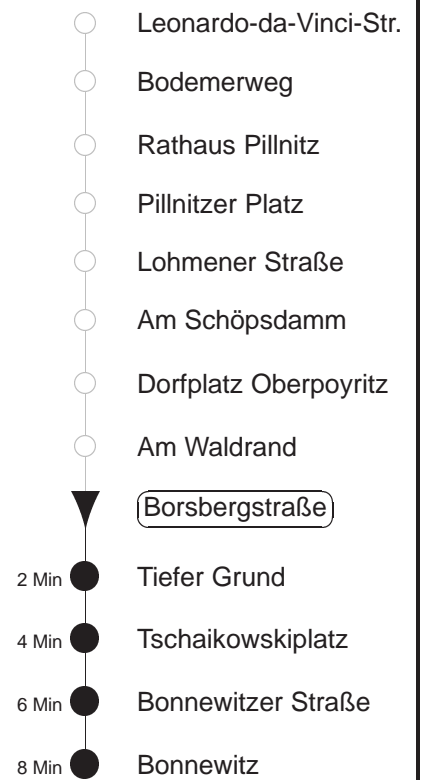 Leonardo-da-Vinci-Str.
Bodemerweg
Rathaus Pillnitz
Pillnitzer Platz
Lohmener Straße
Am Schöpsdamm
Dorfplatz Oberpoyritz
Am Waldrand
Borsbergstraße
2 Min Tiefer Grund
4 Min Tschaikowskiplatz
6 Min Bonnewitzer Straße
8 Min Bonnewitz